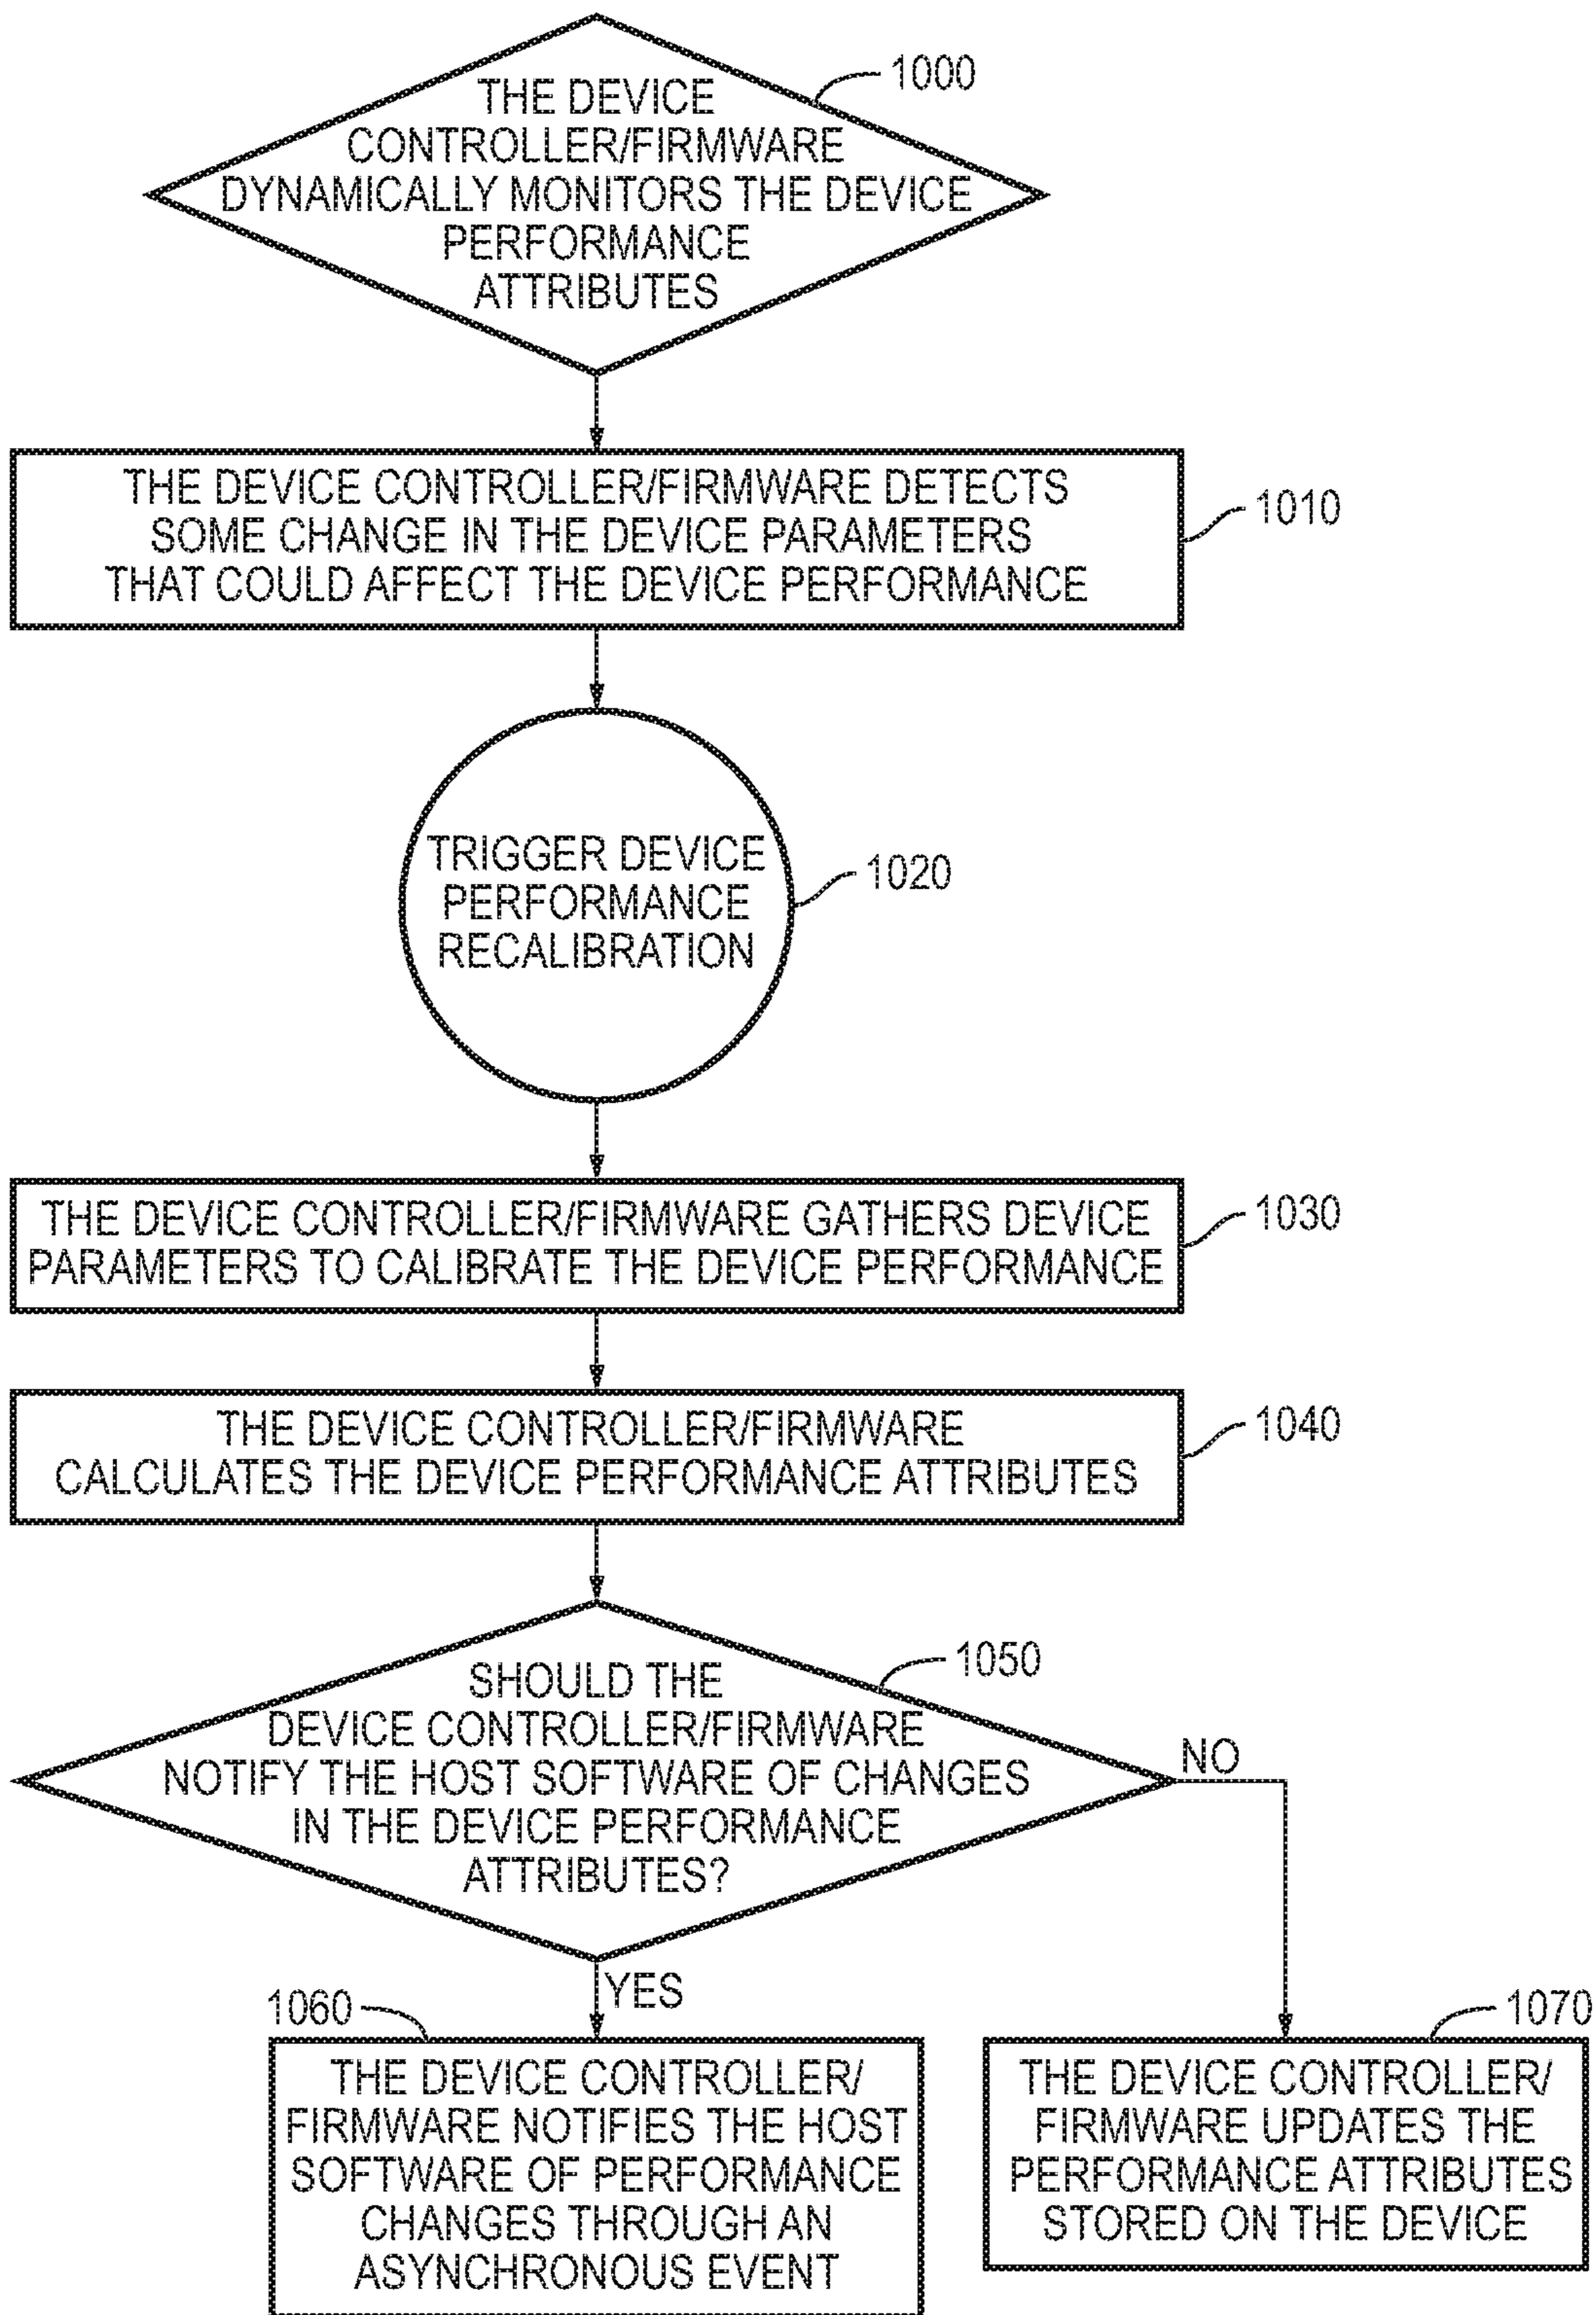 THE DEVICE
CONTROLLER/FIRMWARE
DYNAMICALLY MONITORS THE DEVICE
PERFORMANCE
ATTRIBUTES
1000
THE DEVICE CONTROLLER/FIRMWARE DETECTS
SOME CHANGE IN THE DEVICE PARAMETERS
THAT COULD AFFECT THE DEVICE PERFORMANCE
1010
TRIGGER DEVICE
PERFORMANCE
RECALIBRATION
1020
THE DEVICE CONTROLLER/FIRMWARE GATHERS DEVICE
PARAMETERS TO CALIBRATE THE DEVICE PERFORMANCE
1030
THE DEVICE CONTROLLER/FIRMWARE
CALCULATES THE DEVICE PERFORMANCE ATTRIBUTES
1040
SHOULD THE
DEVICE CONTROLLER/FIRMWARE
NOTIFY THE HOST SOFTWARE OF CHANGES
IN THE DEVICE PERFORMANCE
ATTRIBUTES?
1050
NO
YES
1060
THE DEVICE CONTROLLER/
FIRMWARE NOTIFIES THE HOST
SOFTWARE OF PERFORMANCE
CHANGES THROUGH AN
ASYNCHRONOUS EVENT
1070
THE DEVICE CONTROLLER/
FIRMWARE UPDATES THE
PERFORMANCE ATTRIBUTES
STORED ON THE DEVICE